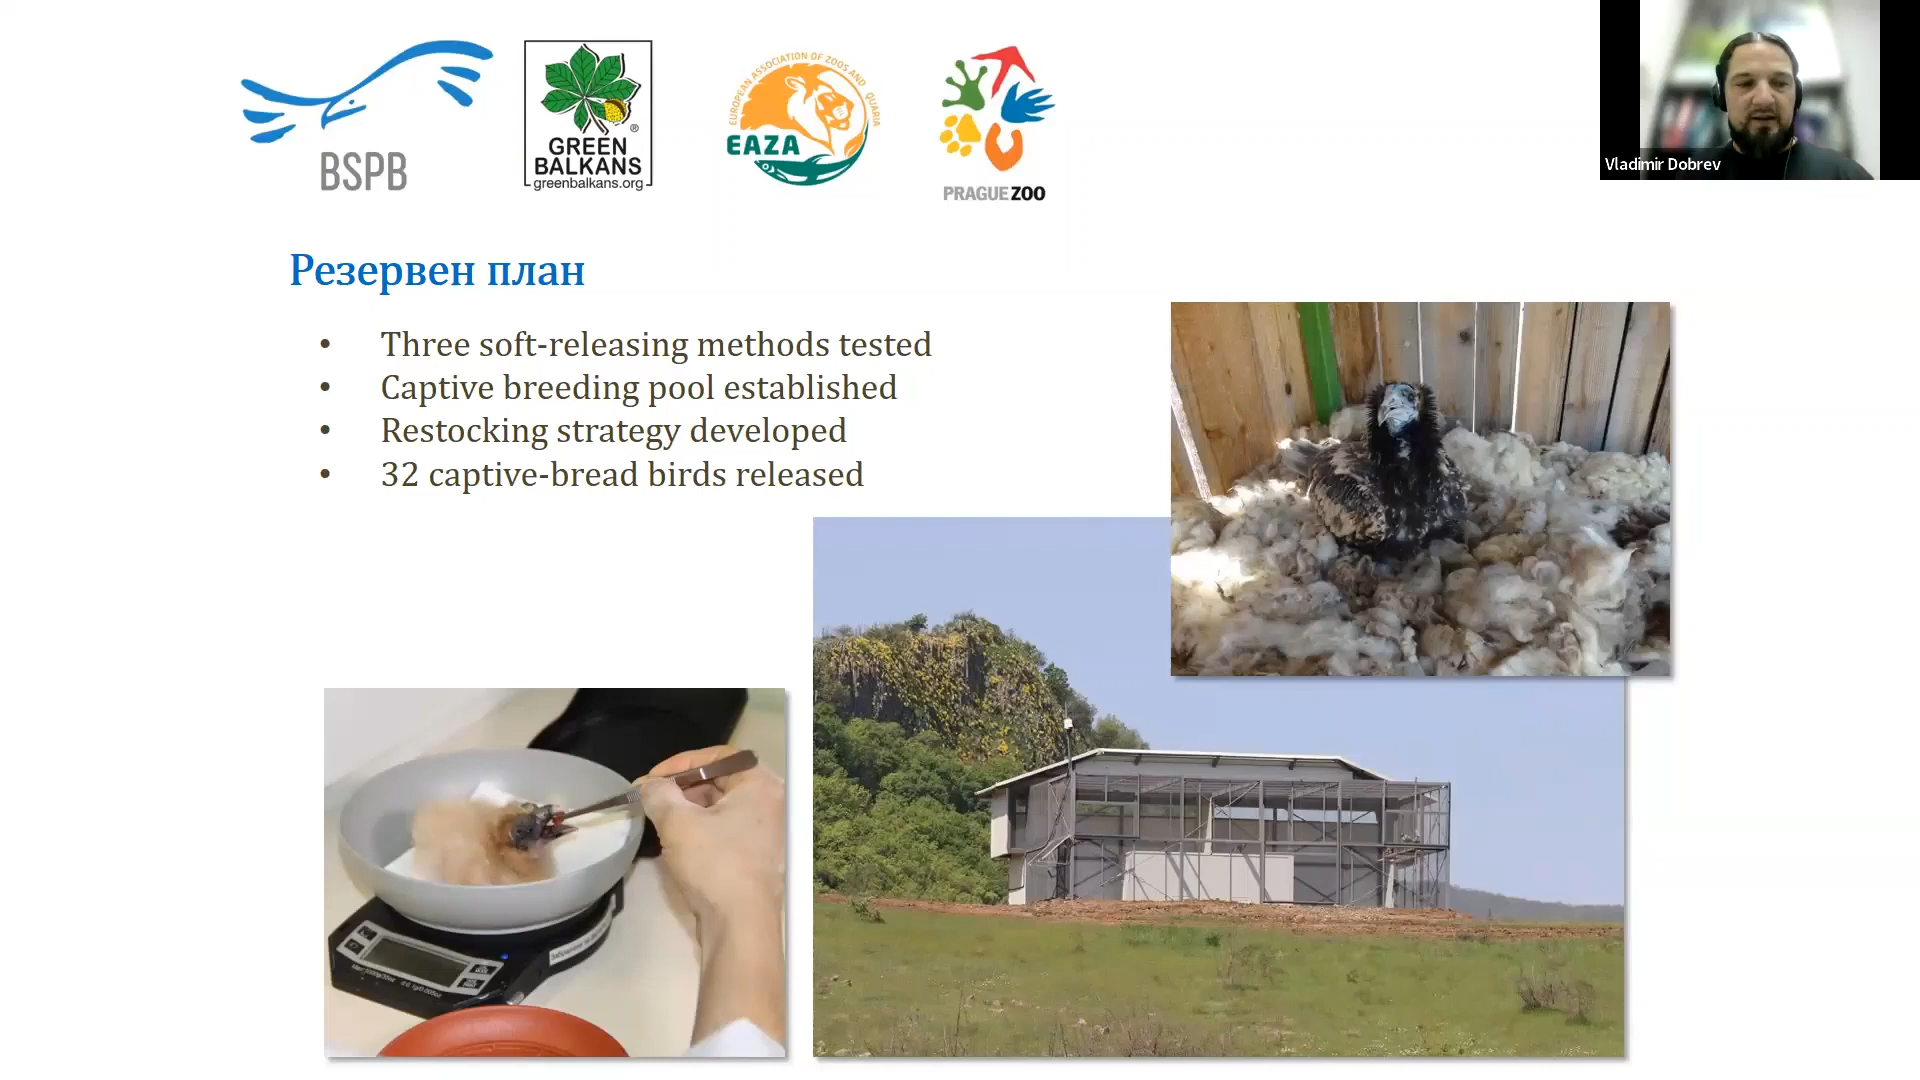 BSPB
GREEN
BALKANS
greenbalkans.org
EUROPEAN ASSOCIATION OF ZOOS AND
EAZA
PRAGUE ZOO
Vladimir Dobrev
Резервен план
• Three soft-releasing methods tested
• Captive breeding pool established
• Restocking strategy developed
• 32 captive-bread birds released